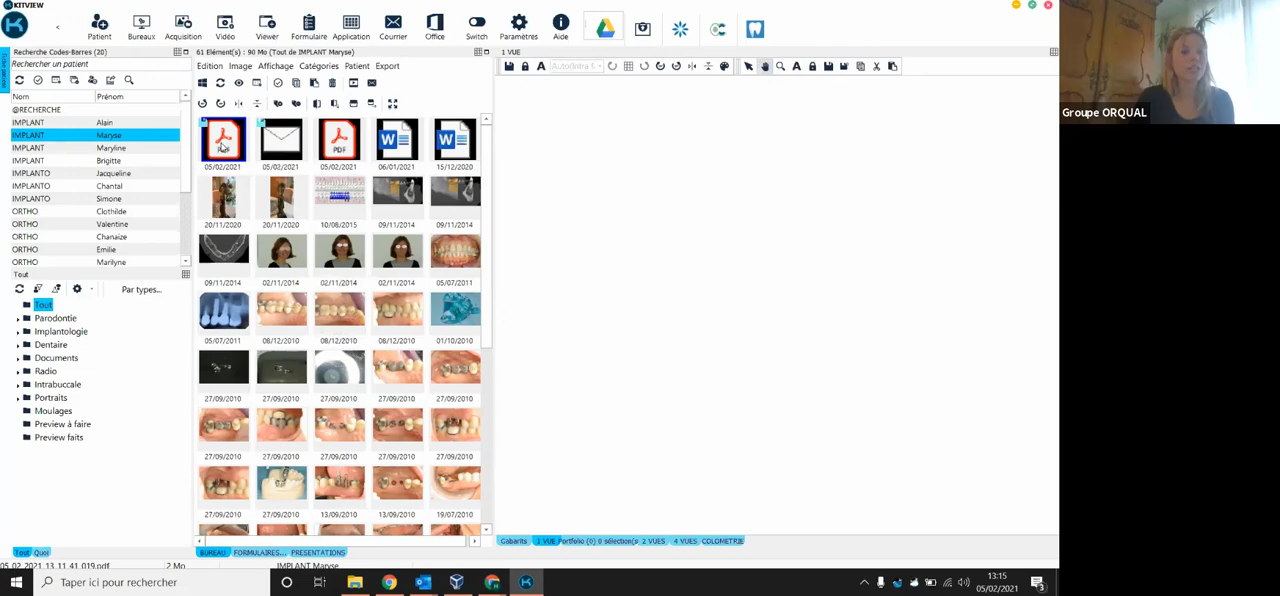 KITVIEW
Patient
Bureaux
Acquisition
Vidéo
Viewer
Formulaire
Application
Courrier
Office
Switch
Paramètres
Aide
Recherche Codes-Barres (20)
61 Elément(s) : 90 Mo (Tout de IMPLANT Maryse)
1 VUE
Rechercher un patient
Edition Image Affichage Catégories Patient Export
Nom Prénom
@RECHERCHE
IMPLANT Alain
IMPLANT Maryse
IMPLANT Maryline
IMPLANT Brigitte
IMPLANTO Jacqueline
IMPLANTO Chantal
IMPLANTO Simone
ORTHO Clothilde
ORTHO Valentine
ORTHO Chanaize
ORTHO Emilie
ORTHO Marilyne
Tout
Par types...
Tout
Parodontie
Implantologie
Dentaire
Documents
Radio
Intrabuccale
Portraits
Moulages
Preview à faire
Preview faits
Tout Quoi
PDF
05/02/2021 05/02/2021 05/02/2021 06/01/2021 15/12/2020
20/11/2020 20/11/2020 10/06/2015 09/11/2014 09/11/2014
09/11/2014 02/11/2014 02/11/2014 02/11/2014 05/07/2011
05/07/2011 08/12/2010 08/12/2010 08/12/2010 01/10/2010
27/09/2010 27/09/2010 27/09/2010 27/09/2010 27/09/2010
27/09/2010 27/09/2010 27/09/2010 27/09/2010 27/09/2010
27/09/2010 27/09/2010 13/09/2010 13/09/2010 19/07/2010
BUREAU FORMULAIRES... PRESENTATIONS
Gabarits 1 VUE Portfolio (0) 0 sélection(s) 2 VUES 4 VUES COLOMETRIE
05_02_2021_13_11_41_019.pdf 2 Mo IMPLANT Maryse
Taper ici pour rechercher
13:15
05/02/2021
Groupe ORQUAL